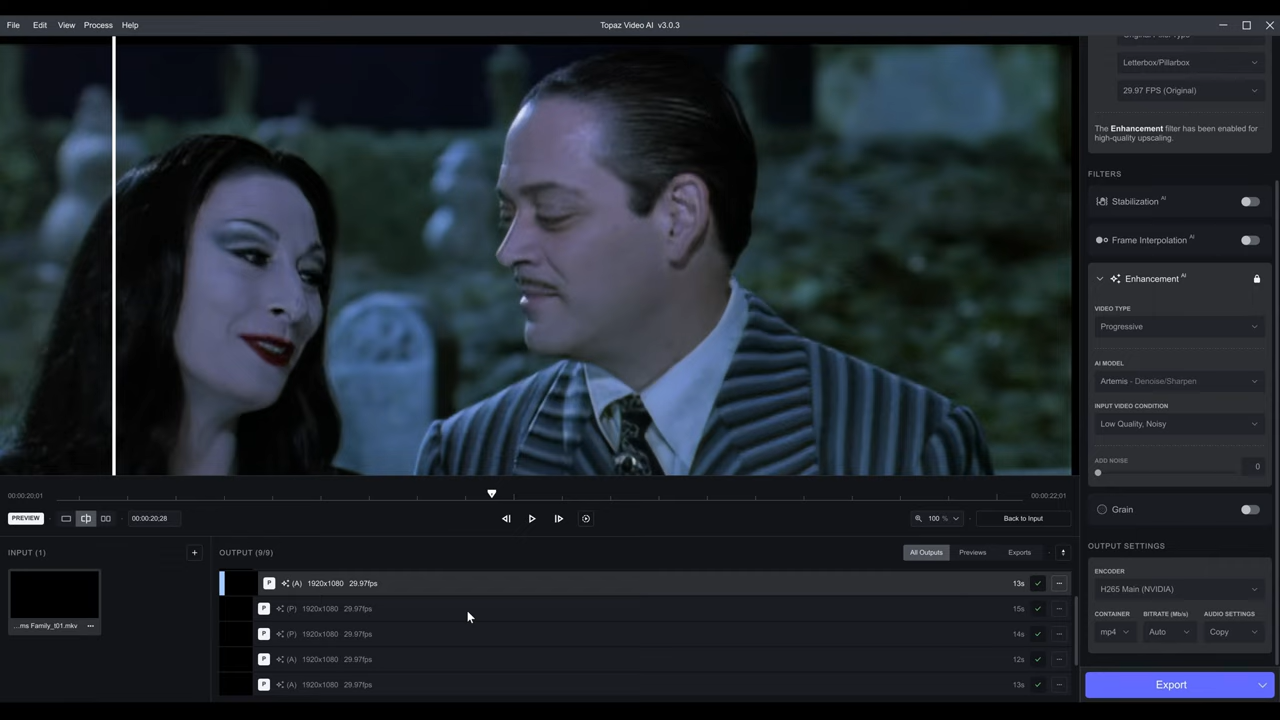 File Edit View Process Help
Topaz Video AI v3.0.3
Letterbox/Pillarbox
29.97 FPS (Original)
The Enhancement filter has been enabled for
high-quality upscaling.
FILTERS
Stabilization AI
Frame Interpolation AI
Enhancement AI
VIDEO TYPE
Progressive
AI MODEL
Artemis - Denoise/Sharpen
INPUT VIDEO CONDITION
Low Quality, Noisy
ADD NOISE
0
Grain
OUTPUT SETTINGS
ENCODER
H265 Main (NVIDIA)
CONTAINER BITRATE (Mb/s) AUDIO SETTINGS
mp4 Auto Copy
Export
00:00:20;01
00:00:22;01
PREVIEW
00:00:20;28
100 %
Back to Input
INPUT (1)
...ms Family_t01.mkv
OUTPUT (9/9)
All Outputs Previews Exports
P (A) 1920x1080 29.97fps 13s
P (P) 1920x1080 29.97fps 15s
P (P) 1920x1080 29.97fps 14s
P (A) 1920x1080 29.97fps 12s
P (A) 1920x1080 29.97fps 13s